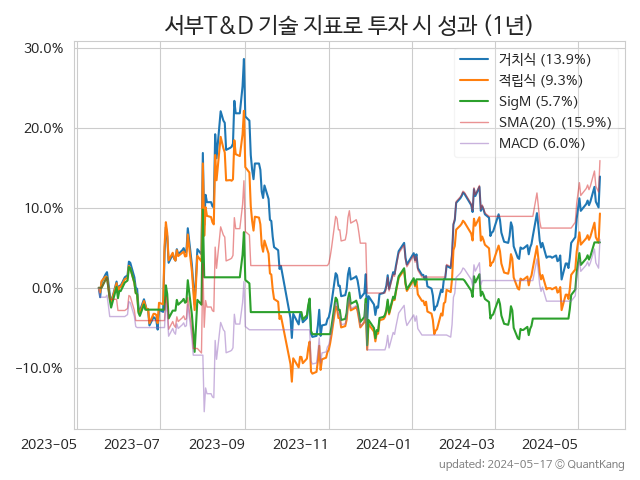 서부T&D 기술 지표로 투자 시 성과 (1년)
30.0%
20.0%
10.0%
0.0%
−10.0%
거치식 (13.9%)
적립식 (9.3%)
SigM (5.7%)
SMA(20) (15.9%)
MACD (6.0%)
2023-05 2023-07 2023-09 2023-11 2024-01 2024-03 2024-05
updated: 2024-05-17 © QuantKang